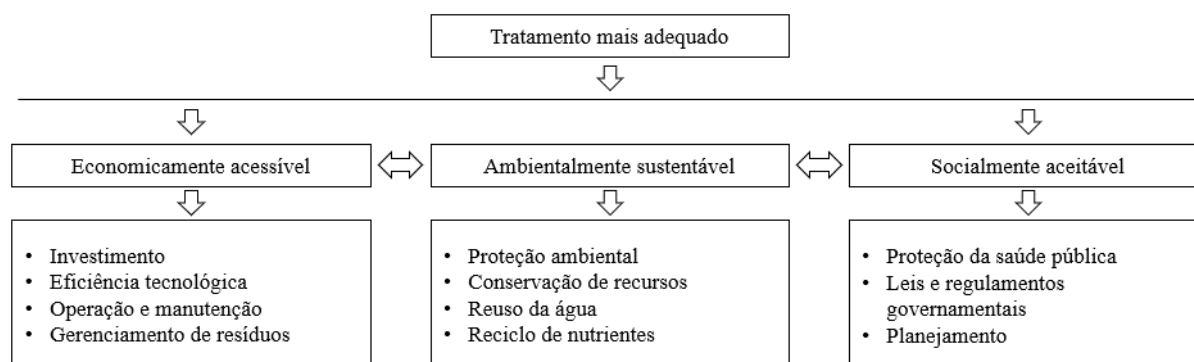 Tratamento mais adequado
Economicamente acessível
Ambientalmente sustentável
Socialmente aceitável
• Investimento
• Eficiência tecnológica
• Operação e manutenção
• Gerenciamento de resíduos
• Proteção ambiental
• Conservação de recursos
• Reuso da água
• Reciclo de nutrientes
• Proteção da saúde pública
• Leis e regulamentos
governamentais
• Planejamento